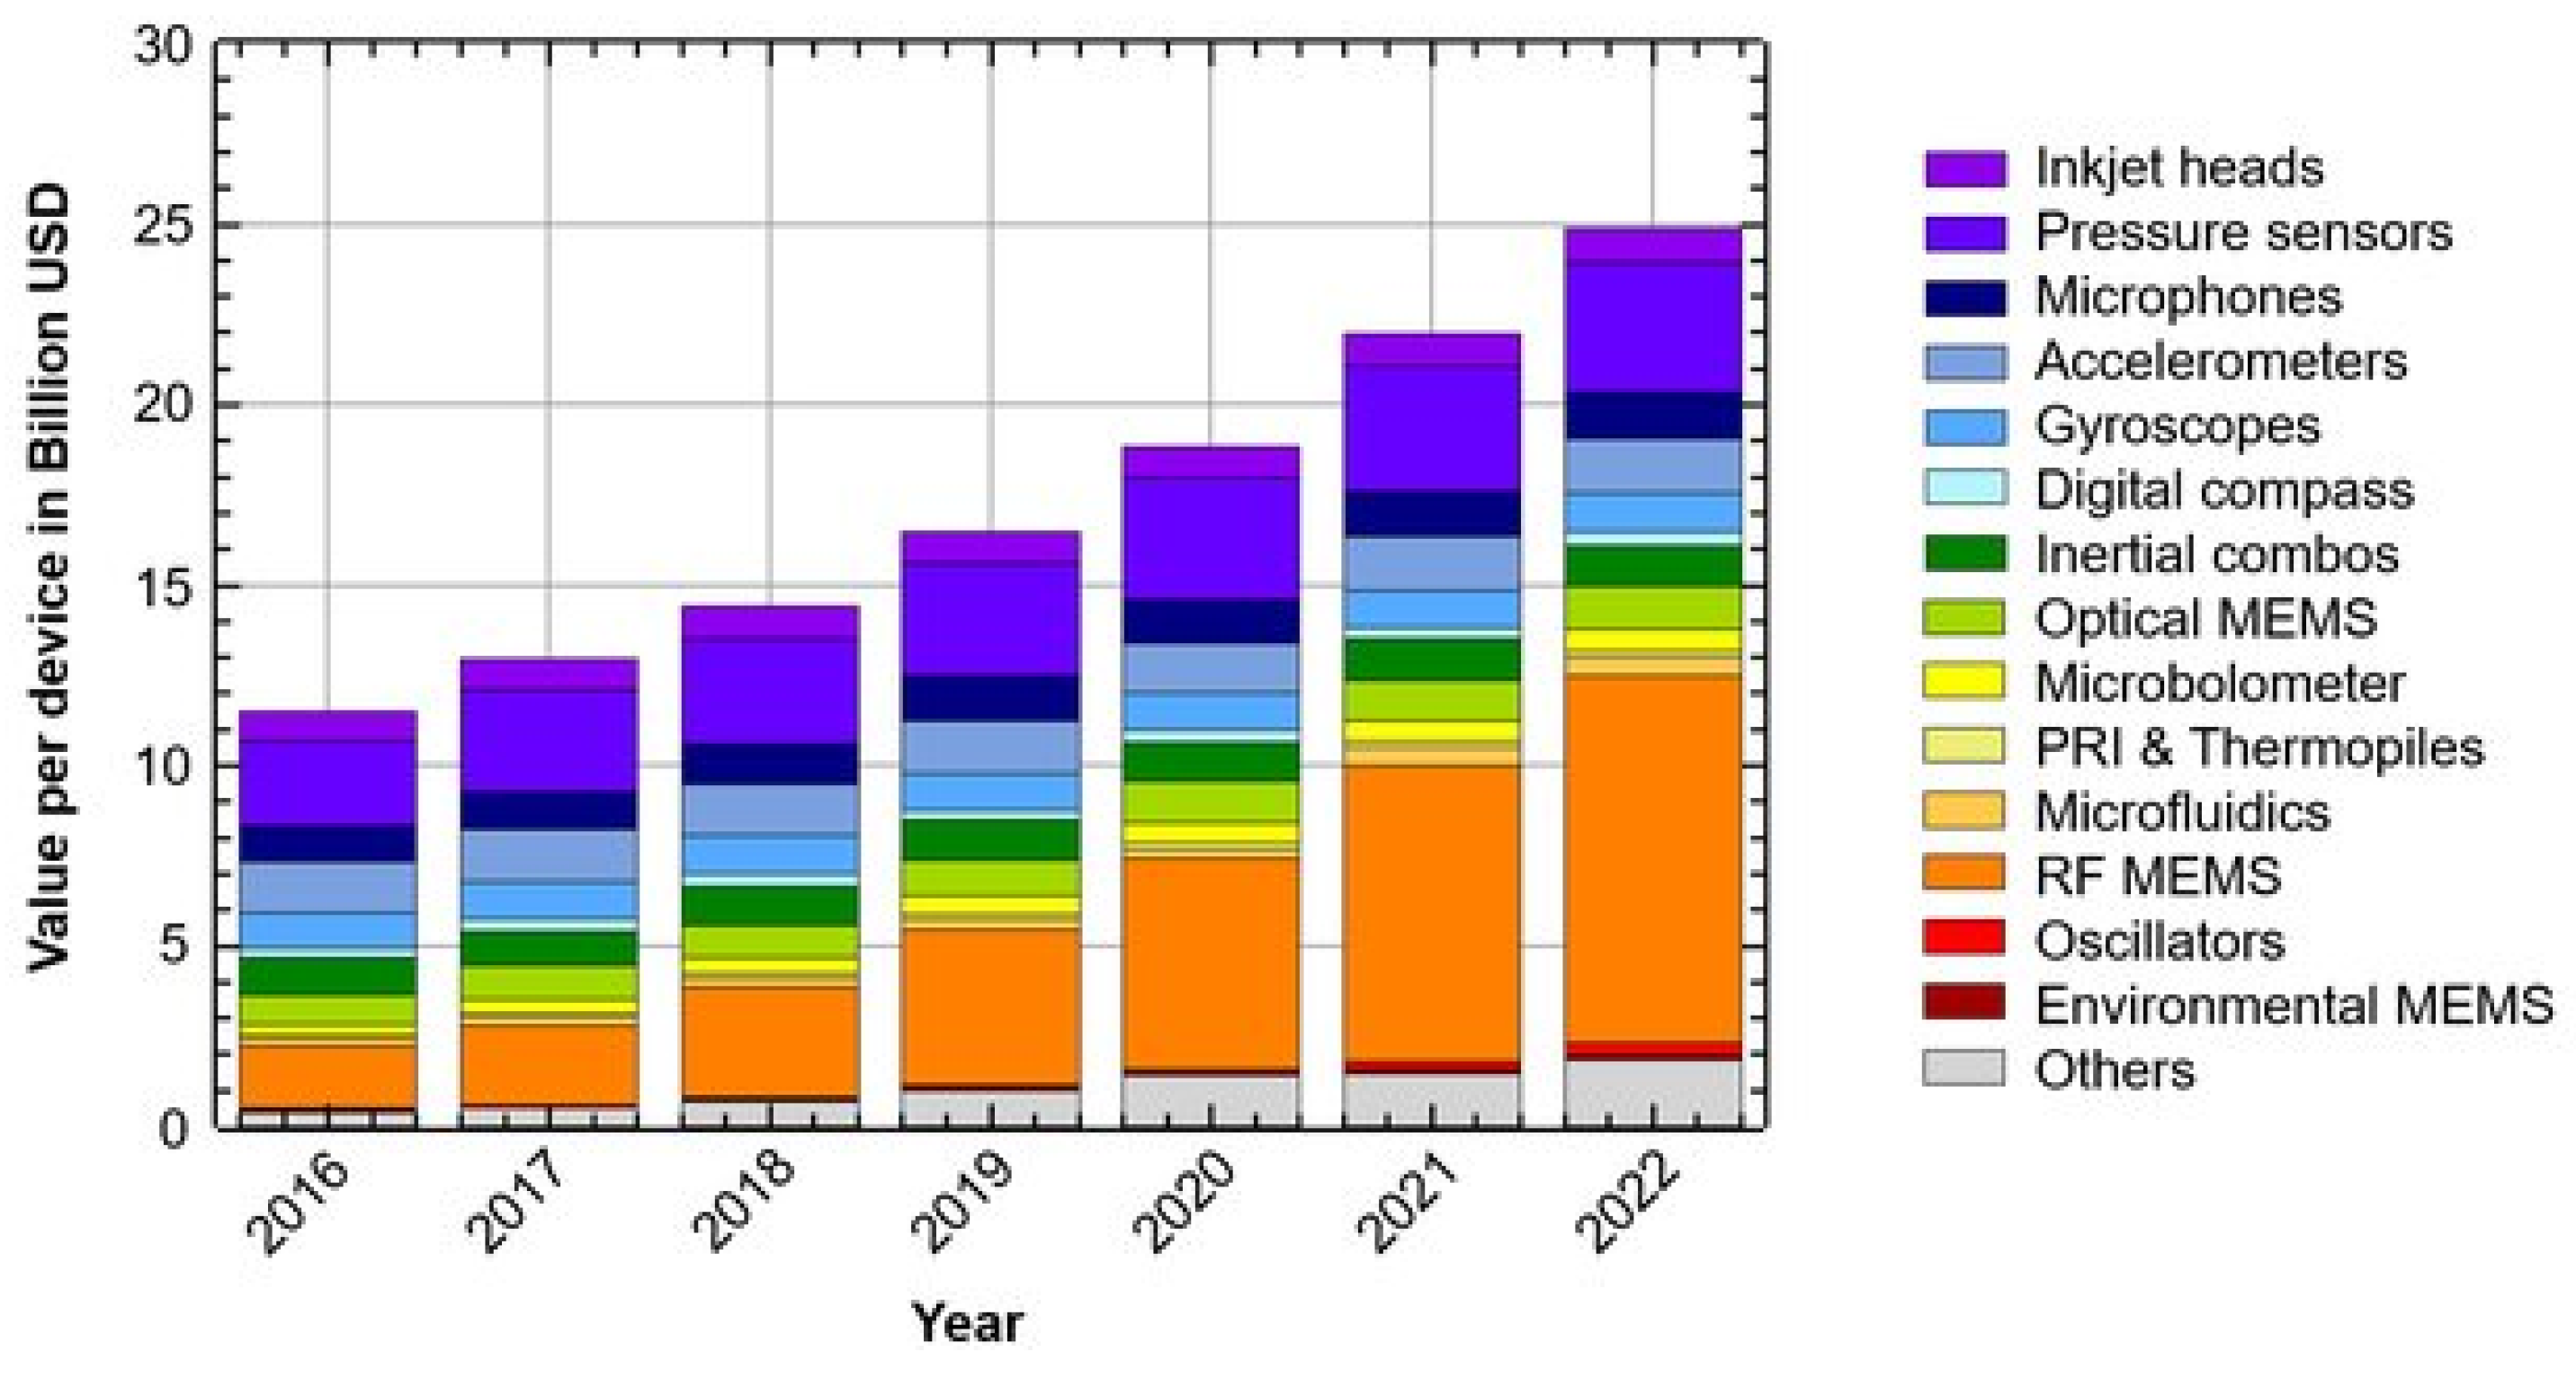 Value per device in Billion USD
30
25
20
15
10
5
0
2016
2017
2018
2019
2020
2021
2022
Year
Inkjet heads
Pressure sensors
Microphones
Accelerometers
Gyroscopes
Digital compass
Inertial combos
Optical MEMS
Microbolometer
PRI & Thermopiles
Microfluidics
RF MEMS
Oscillators
Environmental MEMS
Others